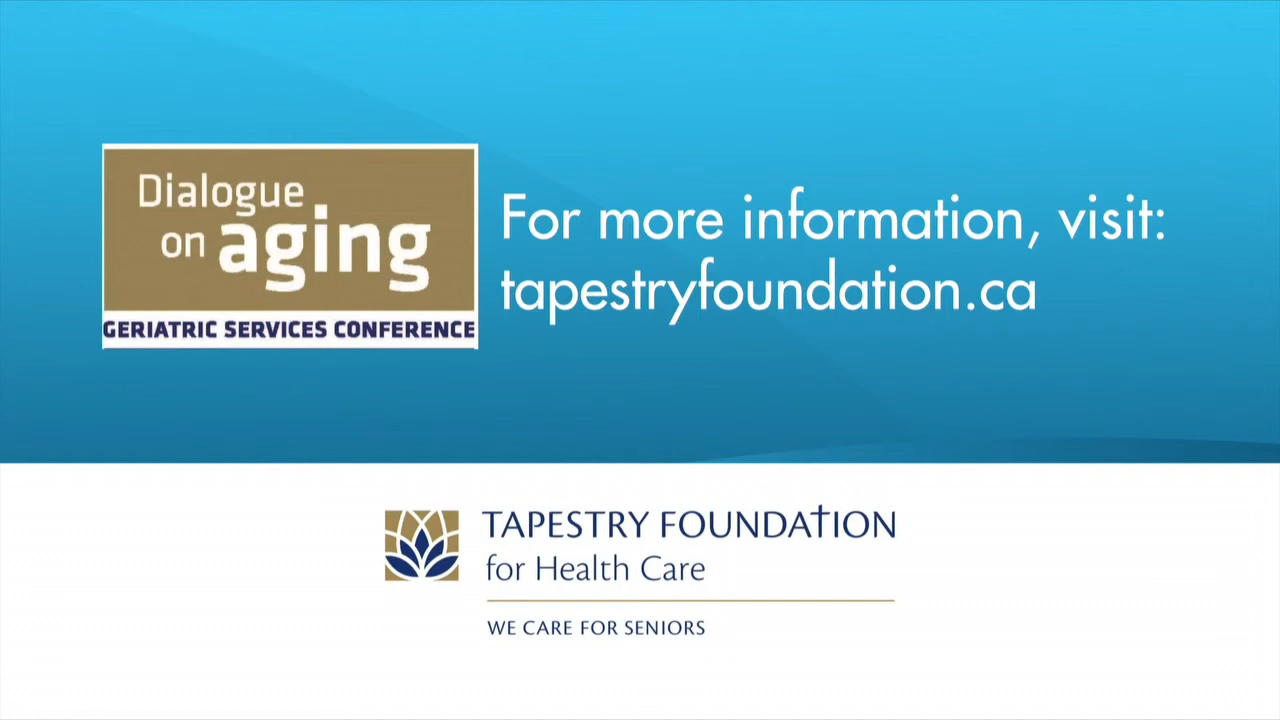 Dialogue
on aging
GERIATRIC SERVICES CONFERENCE
For more information, visit:
tapestryfoundation.ca
TAPESTRY FOUNDATION
for Health Care
WE CARE FOR SENIORS